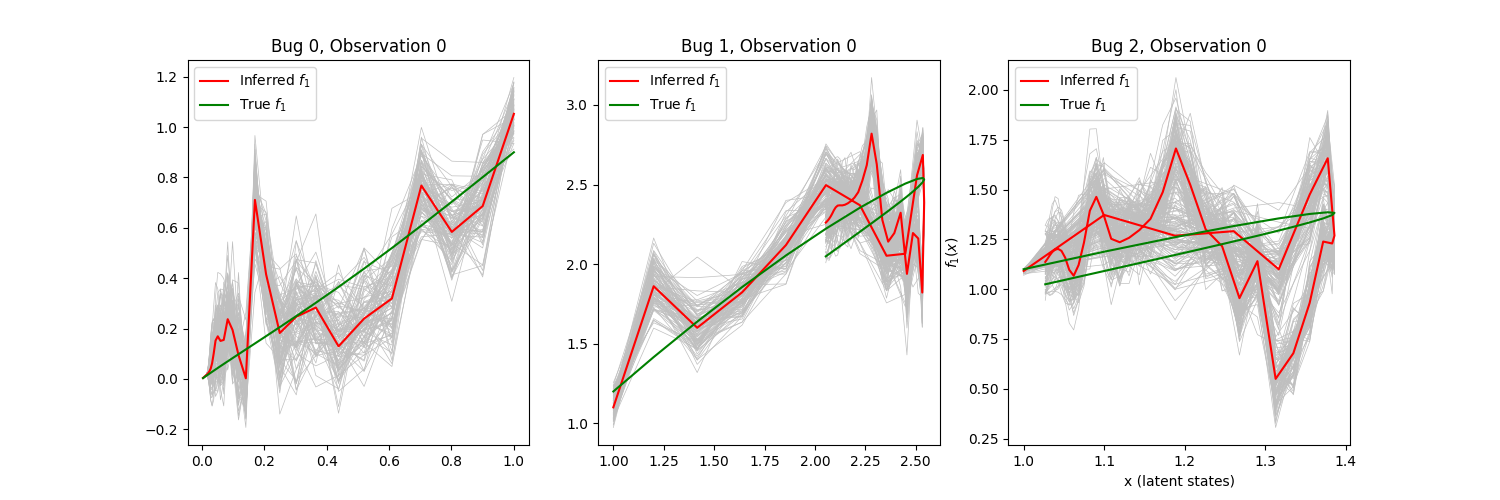 Bug 0, Observation 0
Inferred f₁
True f₁
1.2
1.0
0.8
0.6
0.4
0.2
0.0
−0.2
0.0 0.2 0.4 0.6 0.8 1.0
Bug 1, Observation 0
Inferred f₁
True f₁
3.0
2.5
2.0
1.5
1.0
1.00 1.25 1.50 1.75 2.00 2.25 2.50
Bug 2, Observation 0
Inferred f₁
True f₁
f₁(x)
2.00
1.75
1.50
1.25
1.00
0.75
0.50
0.25
1.0 1.1 1.2 1.3 1.4
x (latent states)